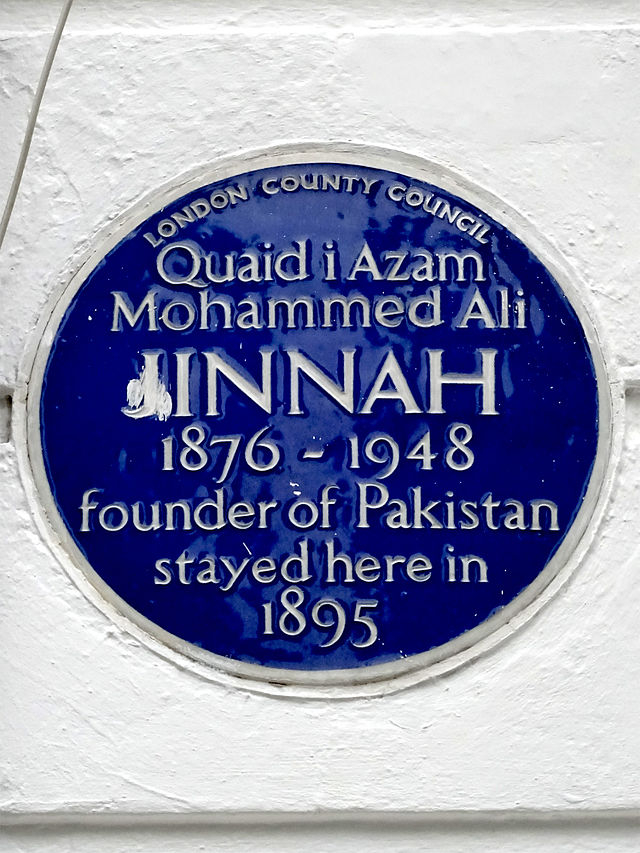 LONDON COUNTY COUNCIL
Quaid i Azam
Mohammed Ali
JINNAH
1876 - 1948
founder of Pakistan
stayed here in
1895